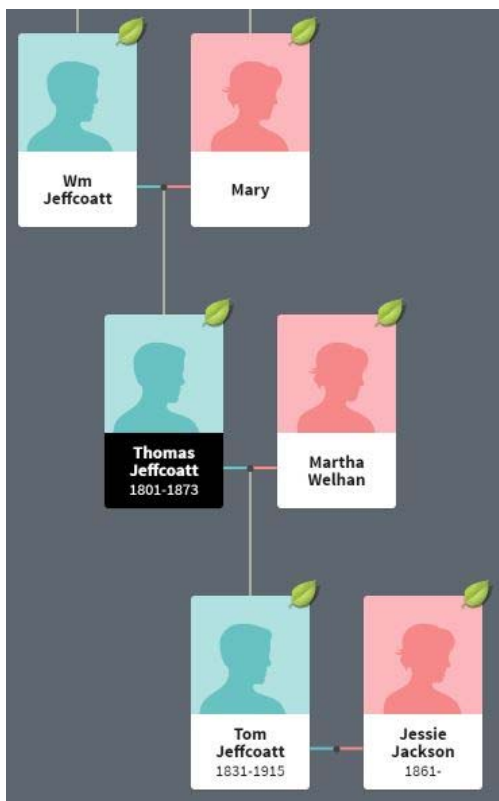 Wm
Jeffcoatt
Mary
Thomas
Jeffcoatt
1801-1873
Martha
Welhan
Tom
Jeffcoatt
1831-1915
Jessie
Jackson
1861-